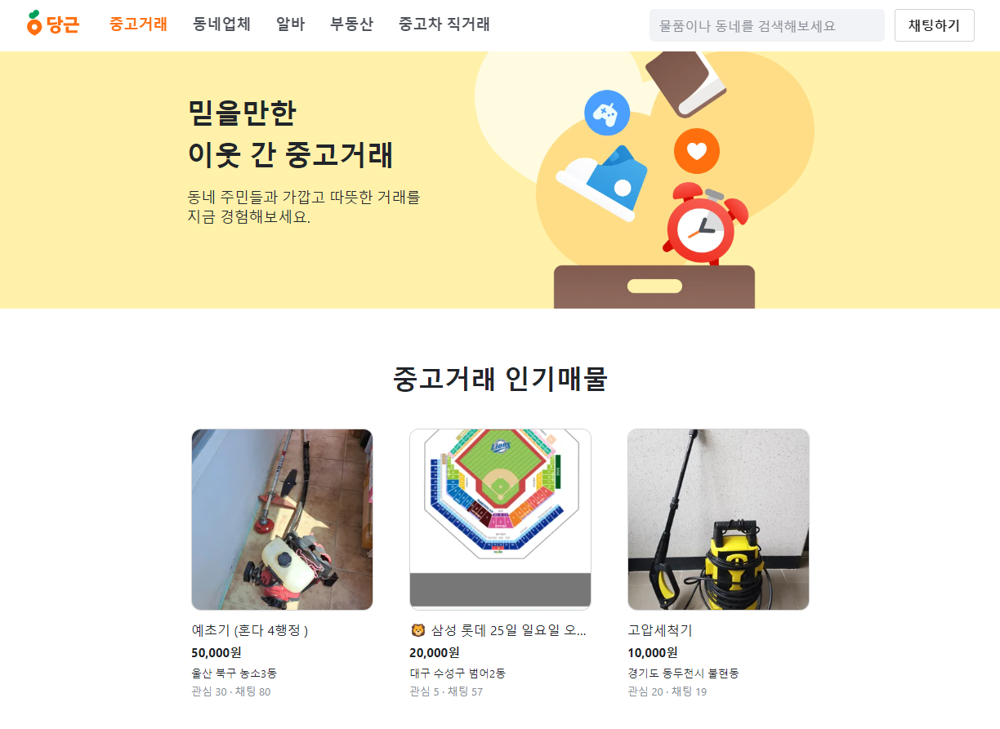 당근
중고거래 동네업체 알바 부동산 중고차 직거래
물품이나 동네를 검색해보세요
채팅하기
믿을만한
이웃 간 중고거래
동네 주민들과 가깝고 따뜻한 거래를
지금 경험해보세요.
중고거래 인기매물
Lions
예초기 (혼다 4행정 )
50,000원
울산 북구 농소3동
관심 30 · 채팅 80
🦁 삼성 롯데 25일 일요일 오...
20,000원
대구 수성구 범어2동
관심 5 · 채팅 57
고압세척기
10,000원
경기도 동두천시 불현동
관심 20 · 채팅 19